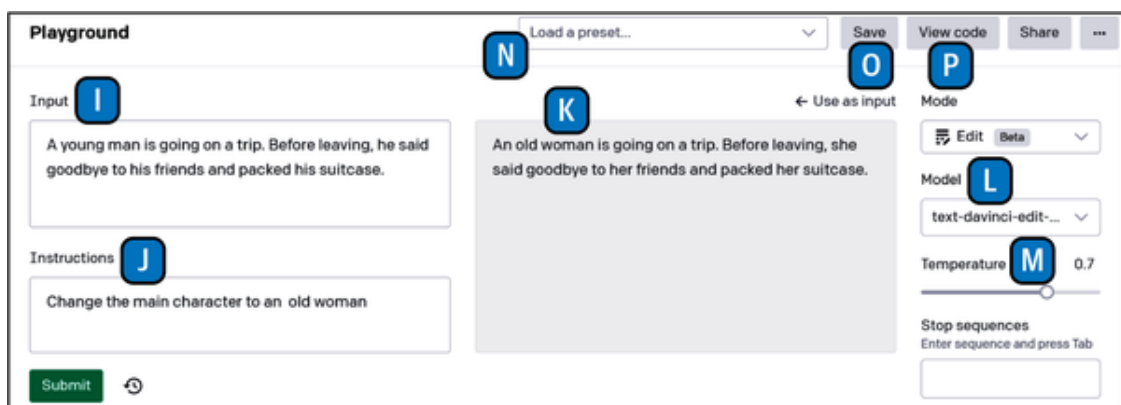 Playground
Load a preset...
Save
View code
Share
...
N
O
P
Input
I
K
← Use as input
Mode
A young man is going on a trip. Before leaving, he said
goodbye to his friends and packed his suitcase.
An old woman is going on a trip. Before leaving, she
said goodbye to her friends and packed her suitcase.
Edit Beta
Model
L
text-davinci-edit-...
Instructions
J
Temperature
M
0.7
Change the main character to an old woman
Stop sequences
Enter sequence and press Tab
Submit